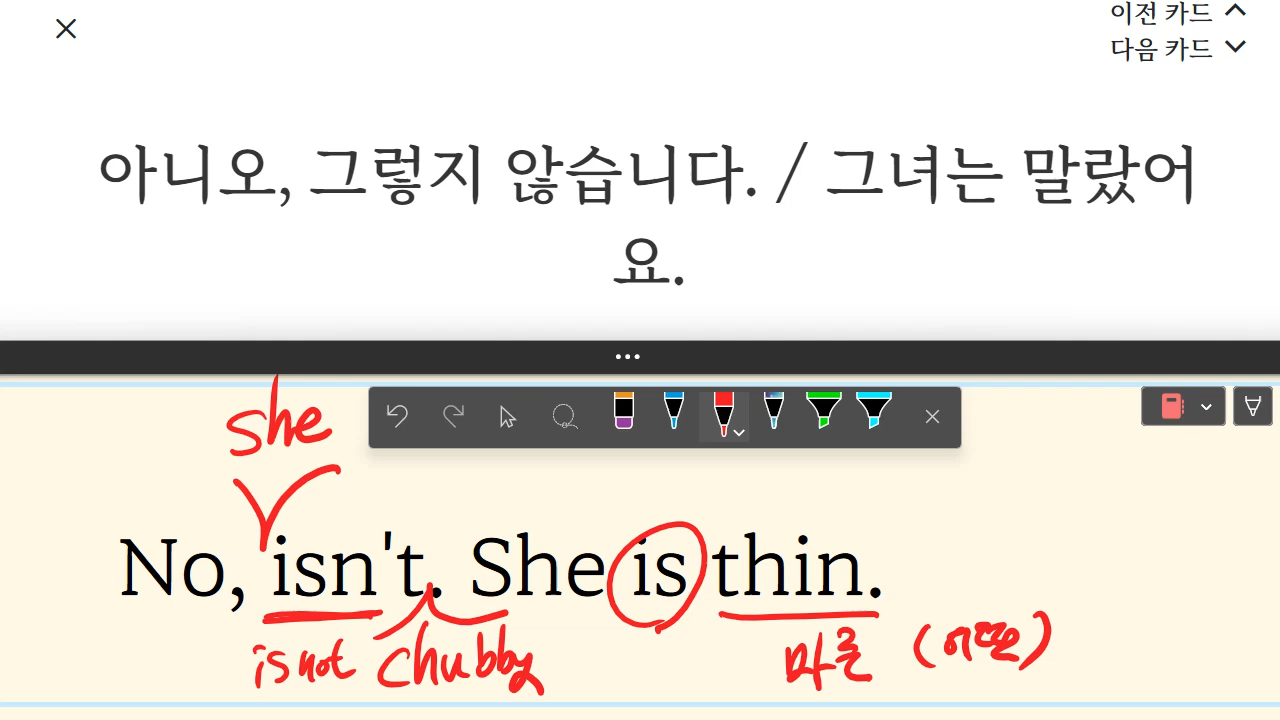 이전 카드
다음 카드
아니오, 그렇지 않습니다. / 그녀는 말랐어
요.
she
No, isn't. She is thin.
is not chubby 마른